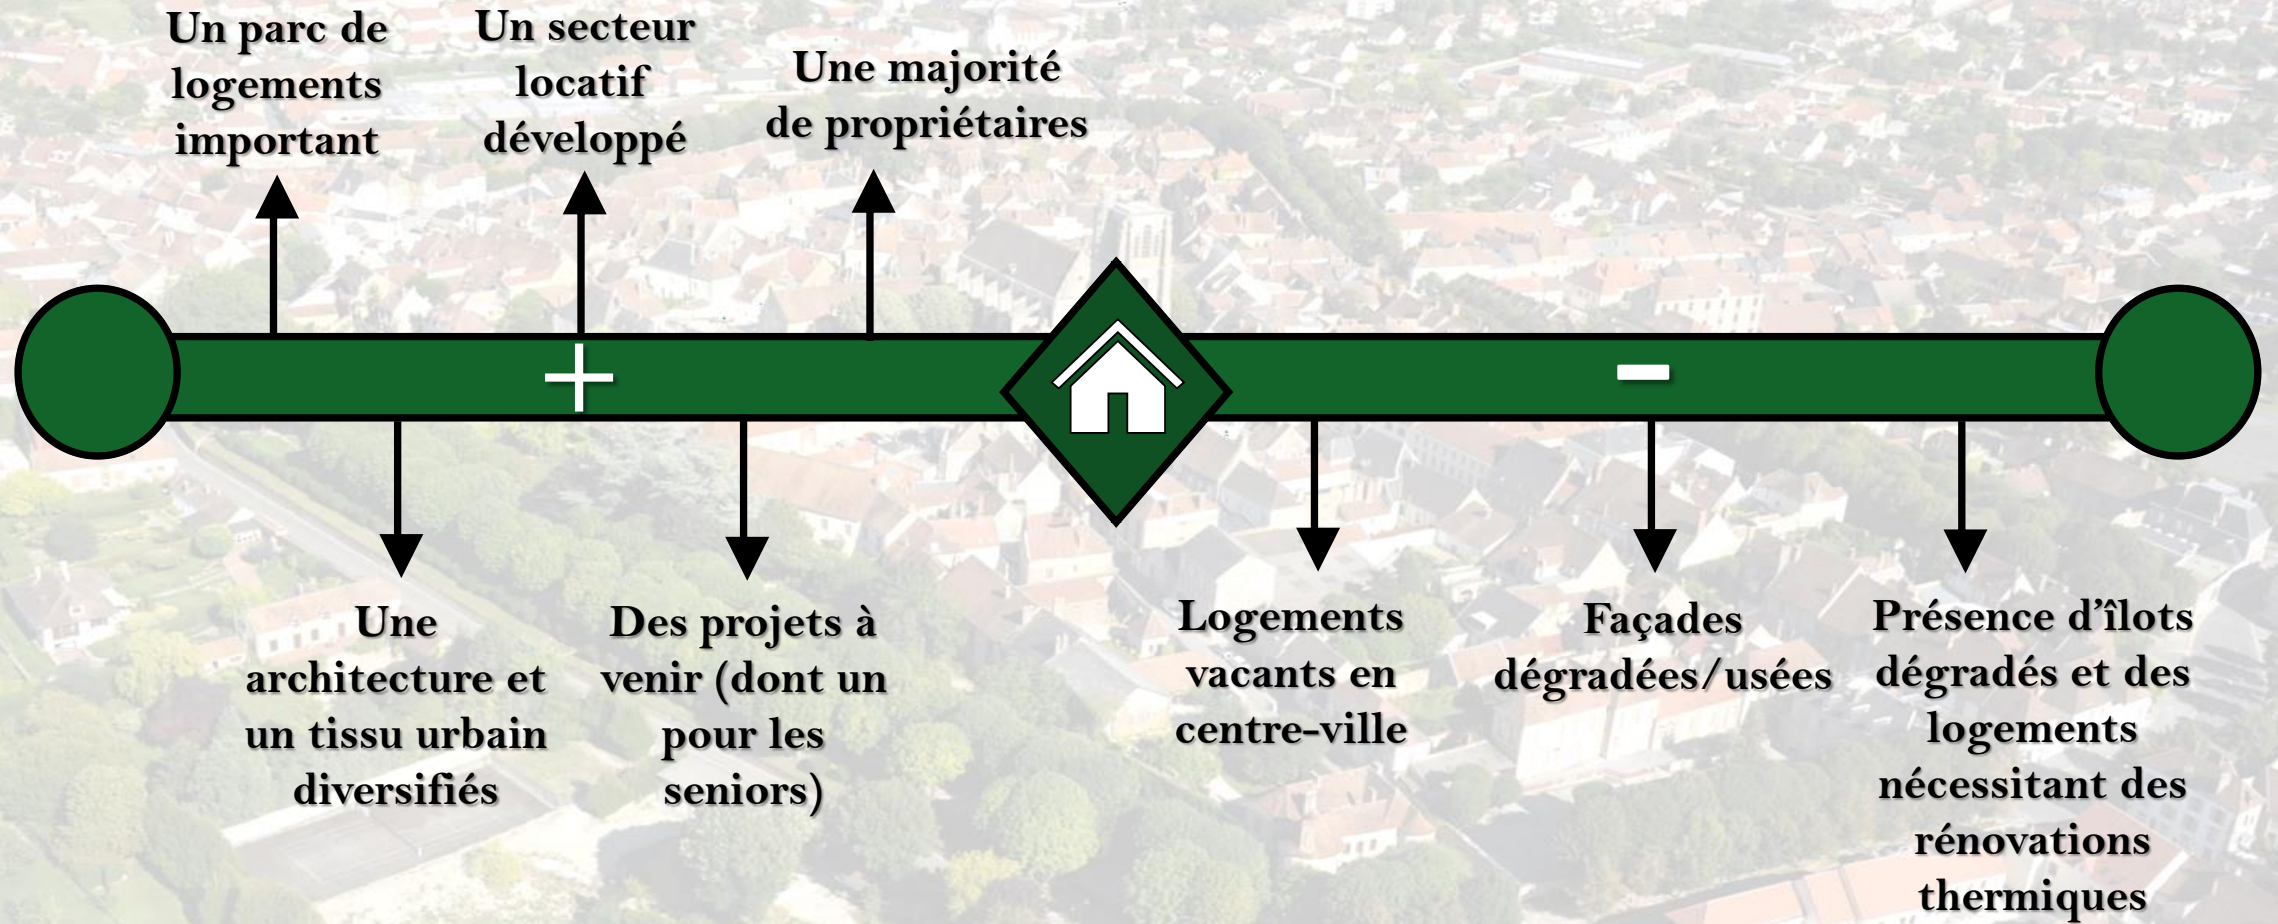 Un parc de
logements
important
Un secteur
locatif
développé
Une majorité
de propriétaires
+
-
Une
architecture et
un tissu urbain
diversifiés
Des projets à
venir (dont un
pour les
seniors)
Logements
vacants en
centre-ville
Façades
dégradées/usées
Présence d’îlots
dégradés et des
logements
nécessitant des
rénovations
thermiques